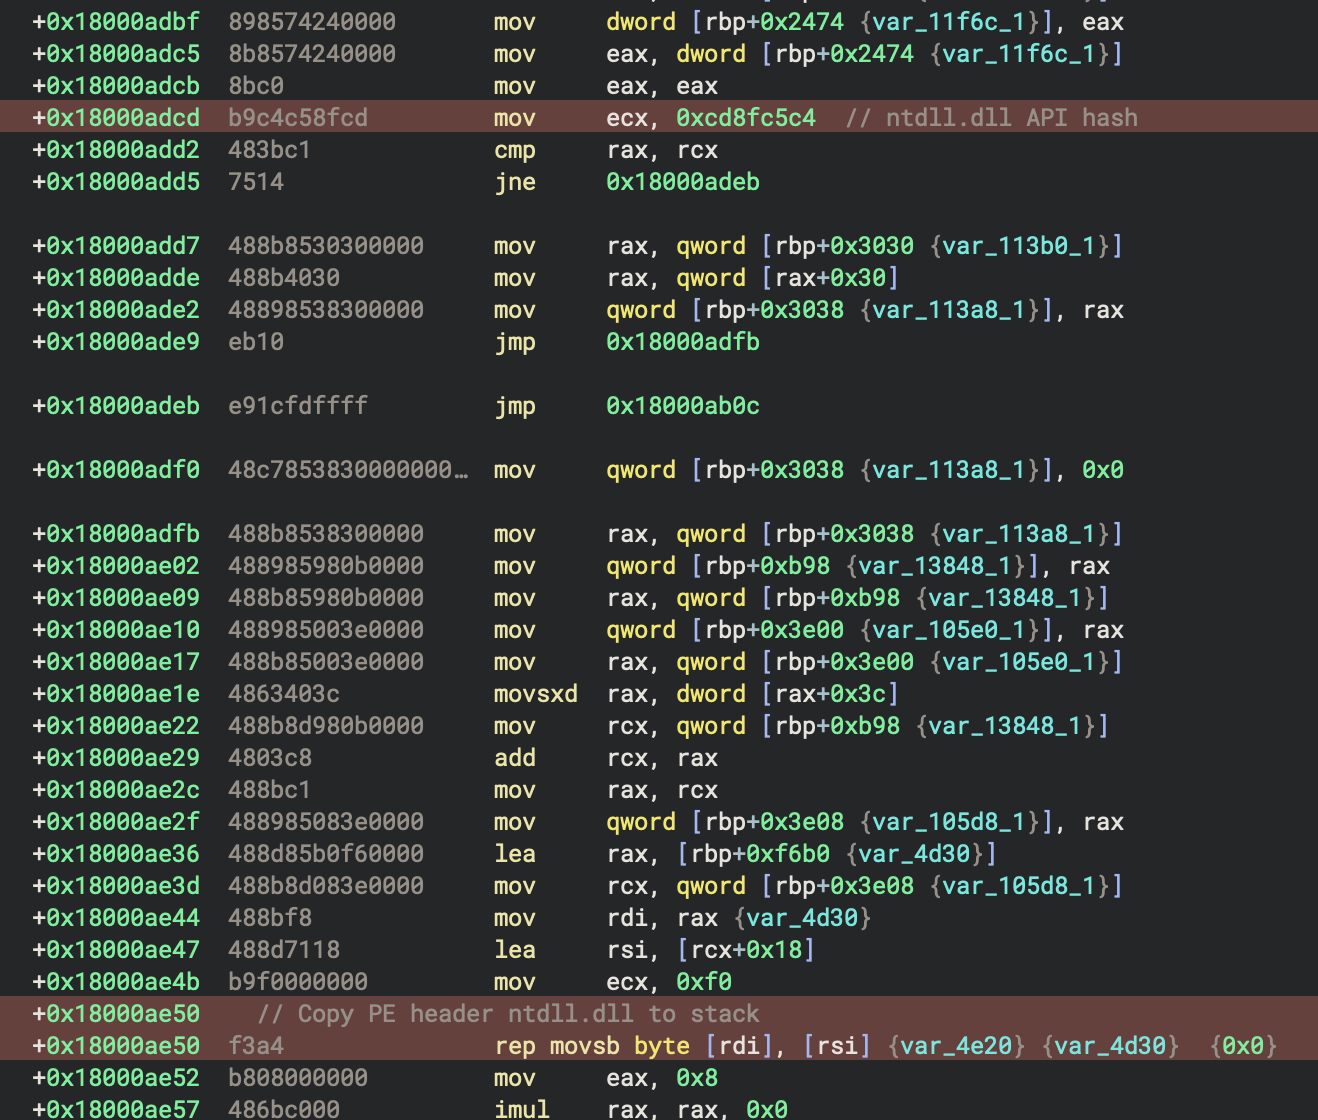 +0x18000adbf 898574240000 mov dword [rbp+0x2474 {var_11f6c_1}], eax
+0x18000adc5 8b8574240000 mov eax, dword [rbp+0x2474 {var_11f6c_1}]
+0x18000adcb 8bc0 mov eax, eax
+0x18000adcd b9c4c58fcd mov ecx, 0xcd8fc5c4 // ntdll.dll API hash
+0x18000add2 483bc1 cmp rax, rcx
+0x18000add5 7514 jne 0x18000adeb
+0x18000add7 488b8530300000 mov rax, qword [rbp+0x3030 {var_113b0_1}]
+0x18000adde 488b4030 mov rax, qword [rax+0x30]
+0x18000ade2 48898538300000 mov qword [rbp+0x3038 {var_113a8_1}], rax
+0x18000ade9 eb10 jmp 0x18000adfb
+0x18000adeb e91cfdffff jmp 0x18000ab0c
+0x18000adf0 48c7853830000000… mov qword [rbp+0x3038 {var_113a8_1}], 0x0
+0x18000adfb 488b8538300000 mov rax, qword [rbp+0x3038 {var_113a8_1}]
+0x18000ae02 488985980b0000 mov qword [rbp+0xb98 {var_13848_1}], rax
+0x18000ae09 488b85980b0000 mov rax, qword [rbp+0xb98 {var_13848_1}]
+0x18000ae10 488985003e0000 mov qword [rbp+0x3e00 {var_105e0_1}], rax
+0x18000ae17 488b85003e0000 mov rax, qword [rbp+0x3e00 {var_105e0_1}]
+0x18000ae1e 4863403c movsxd rax, dword [rax+0x3c]
+0x18000ae22 488b8d980b0000 mov rcx, qword [rbp+0xb98 {var_13848_1}]
+0x18000ae29 4803c8 add rcx, rax
+0x18000ae2c 488bc1 mov rax, rcx
+0x18000ae2f 488985083e0000 mov qword [rbp+0x3e08 {var_105d8_1}], rax
+0x18000ae36 488d85b0f60000 lea rax, [rbp+0xf6b0 {var_4d30}]
+0x18000ae3d 488b8d083e0000 mov rcx, qword [rbp+0x3e08 {var_105d8_1}]
+0x18000ae44 488bf8 mov rdi, rax {var_4d30}
+0x18000ae47 488d7118 lea rsi, [rcx+0x18]
+0x18000ae4b b9f0000000 mov ecx, 0xf0
+0x18000ae50 // Copy PE header ntdll.dll to stack
+0x18000ae50 f3a4 rep movsb byte [rdi], [rsi] {var_4e20} {var_4d30} {0x0}
+0x18000ae52 b808000000 mov eax, 0x8
+0x18000ae57 486bc000 imul rax, rax, 0x0